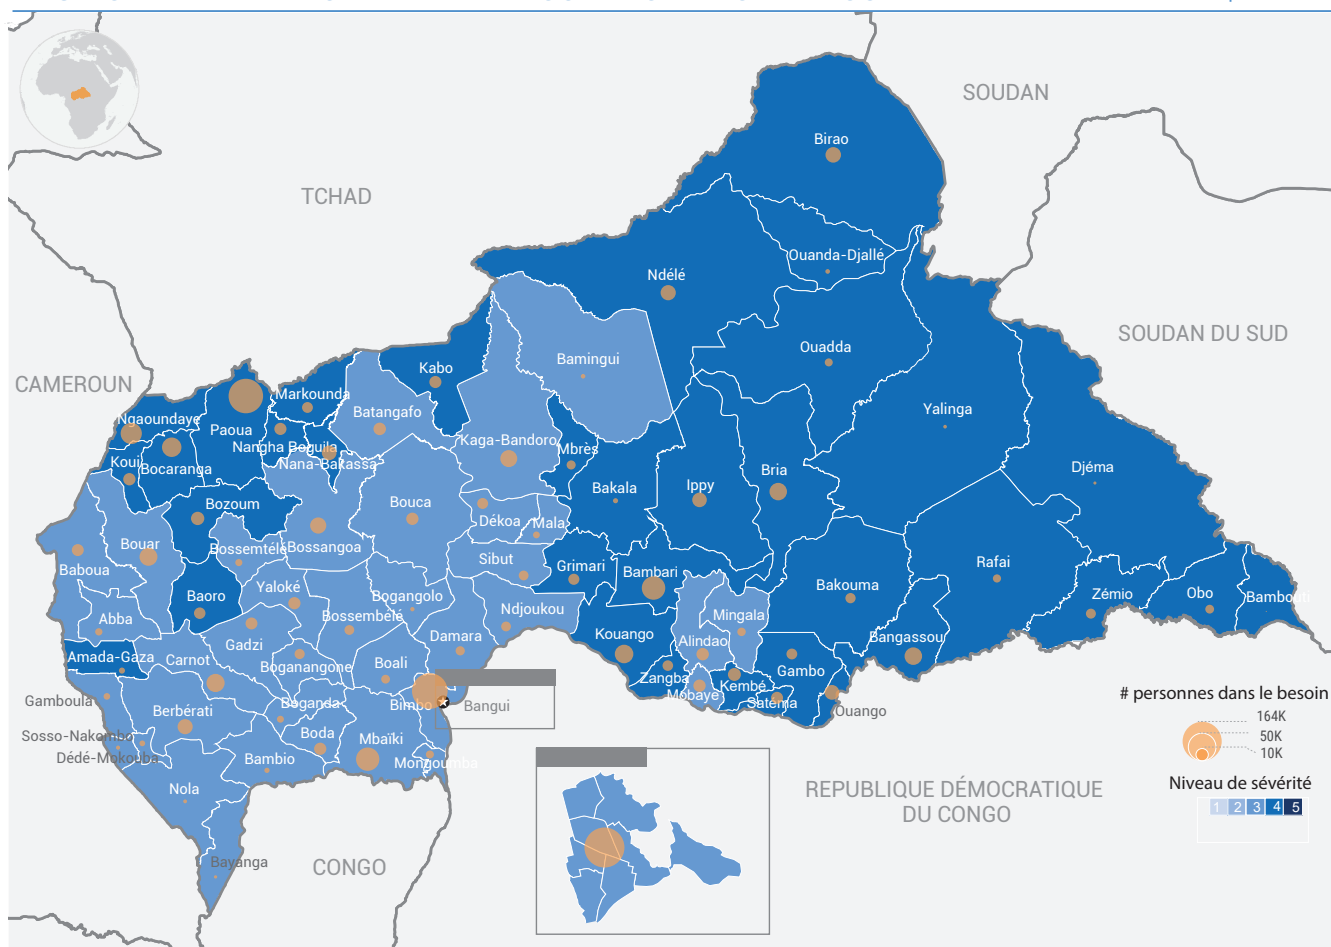 SOUDAN
Birao
TCHAD
Ouanda-Djallé
Ndélé
SOUDAN DU SUD
Ouadda
Bamingui
CAMEROUN
Kabo
Markounda
Yalinga
Batangafo
Ngaoundaye
Paoua
Nangha Boguila
Kaga-Bandoro
Mbrès
Koui
Bocaranga
Nana-Bakassa
Djéma
Bria
Ippy
Bakala
Bozoum
Bouca
Dékoa
Mala
Bouar
Bossemtélé
Bossangoa
Sibut
Rafai
Baboua
Grimari
Bambari
Yaloké
Bakouma
Baoro
Bogangolo
Ndjoukou
Zémio
Obo
Bambouti
Abba
Bossembélé
Mingala
Kouango
Damara
Alindao
Bangassou
Gadzi
Amada-Gaza
Carnot
Boganangone
Boali
Gambo
Zangba
Kembé
Mobaye
Satéma
Ouango
Gamboula
Berbérati
Baganda
Bimbo
Bangui
Sosso-Nakombo
Boda
Mbaïki
Dédé-Mokouba
Bambio
Mongoumba
Nola
Bayanga
CONGO
REPUBLIQUE DÉMOCRATIQUE
DU CONGO
# personnes dans le besoin
164K
50K
10K
Niveau de sévérité
1 2 3 4 5